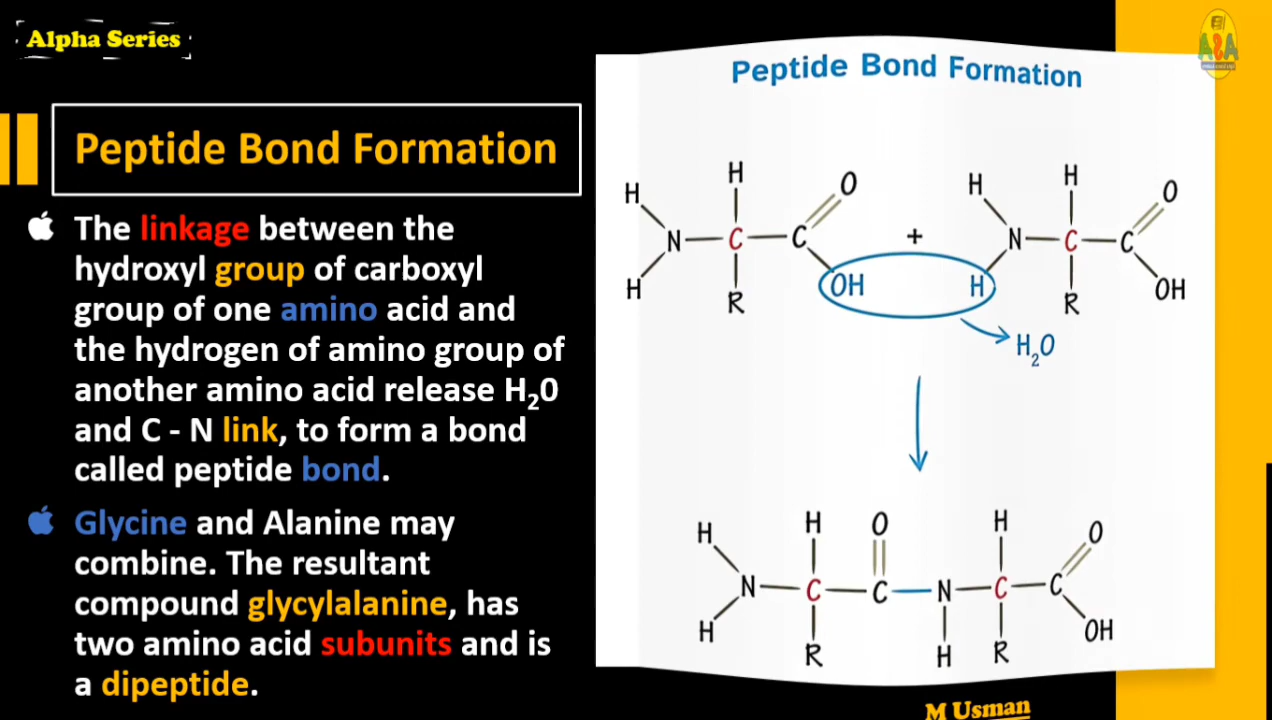 Alpha Series
Peptide Bond Formation
The linkage between the
hydroxyl group of carboxyl
group of one amino acid and
the hydrogen of amino group of
another amino acid release H₂0
and C - N link, to form a bond
called peptide bond.
Glycine and Alanine may
combine. The resultant
compound glycylalanine, has
two amino acid subunits and is
a dipeptide.
Peptide Bond Formation
H H O H H O
N C C + N C C
H R OH H R OH
H₂O
H H O H O
N C C N C C
H R H R OH
M Usman